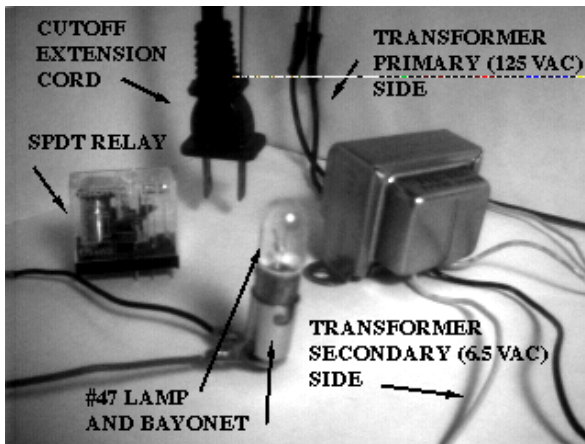 CUTOFF
EXTENSION
CORD
TRANSFORMER
PRIMARY (125 VAC)
SIDE
SPDT RELAY
TRANSFORMER
SECONDARY (6.5 VAC)
SIDE
#47 LAMP
AND BAYONET